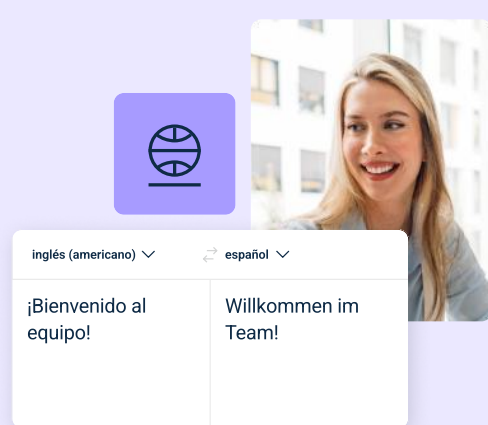 inglés (americano) español
¡Bienvenido al
equipo!
Willkommen im
Team!